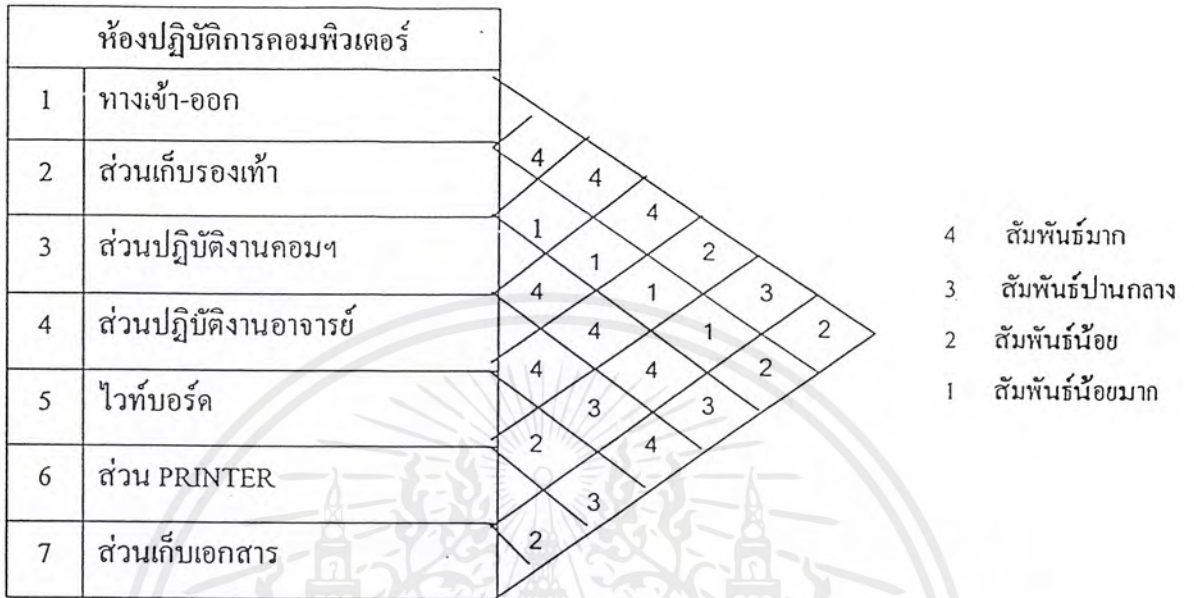 ห้องปฏิบัติการคอมพิวเตอร์
1 ทางเข้า-ออก
2 ส่วนเก็บรองเท้า
3 ส่วนปฏิบัติงานคอมฯ
4 ส่วนปฏิบัติงานอาจารย์
5 ไวท์บอร์ด
6 ส่วน PRINTER
7 ส่วนเก็บเอกสาร
4 4 4 2 3 2
1 1 1 1 2
4 4 4 3
4 3 4
2 3
2
4 สัมพันธ์มาก
3 สัมพันธ์ปานกลาง
2 สัมพันธ์น้อย
1 สัมพันธ์น้อยมาก